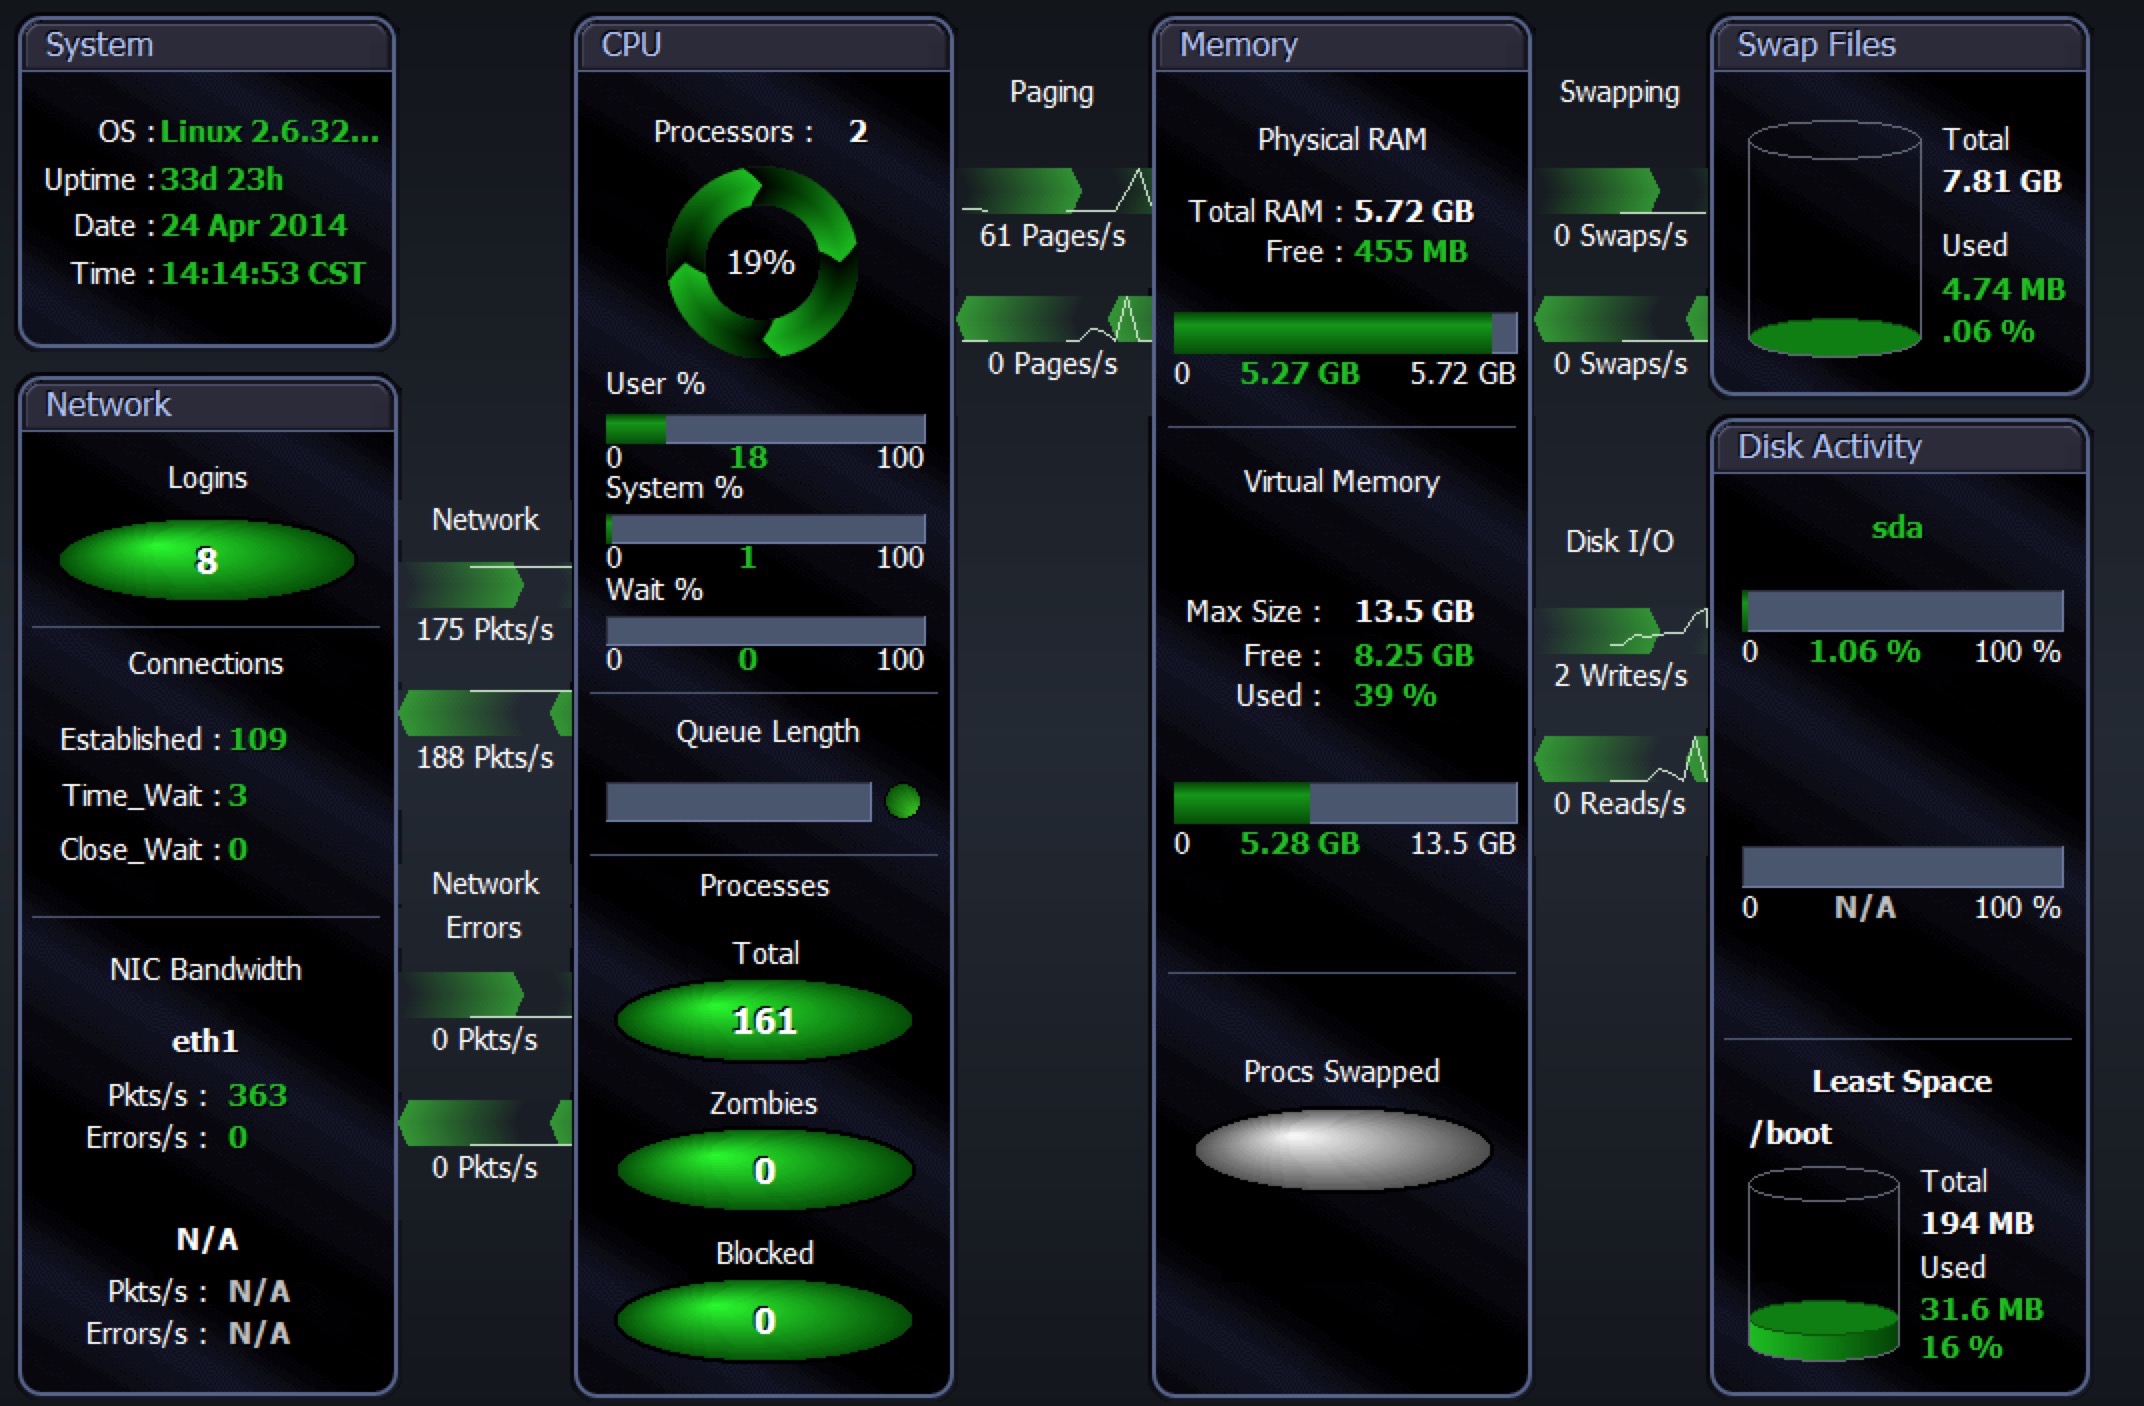 System
OS : Linux 2.6.32...
Uptime : 33d 23h
Date : 24 Apr 2014
Time : 14:14:53 CST
Network
Logins
8
Connections
Established : 109
Time_Wait : 3
Close_Wait : 0
NIC Bandwidth
eth1
Pkts/s : 363
Errors/s : 0
N/A
Pkts/s : N/A
Errors/s : N/A
Network
175 Pkts/s
188 Pkts/s
Network
Errors
0 Pkts/s
0 Pkts/s
CPU
Processors : 2
19%
User %
0 18 100
System %
0 1 100
Wait %
0 0 100
Queue Length
Processes
Total
161
Zombies
0
Blocked
0
Paging
61 Pages/s
0 Pages/s
Memory
Physical RAM
Total RAM : 5.72 GB
Free : 455 MB
0 5.27 GB 5.72 GB
Virtual Memory
Max Size : 13.5 GB
Free : 8.25 GB
Used : 39 %
0 5.28 GB 13.5 GB
Procs Swapped
Swapping
0 Swaps/s
0 Swaps/s
Disk I/O
2 Writes/s
0 Reads/s
Swap Files
Total
7.81 GB
Used
4.74 MB
.06 %
Disk Activity
sda
0 1.06 % 100 %
0 N/A 100 %
Least Space
/boot
Total
194 MB
Used
31.6 MB
16 %